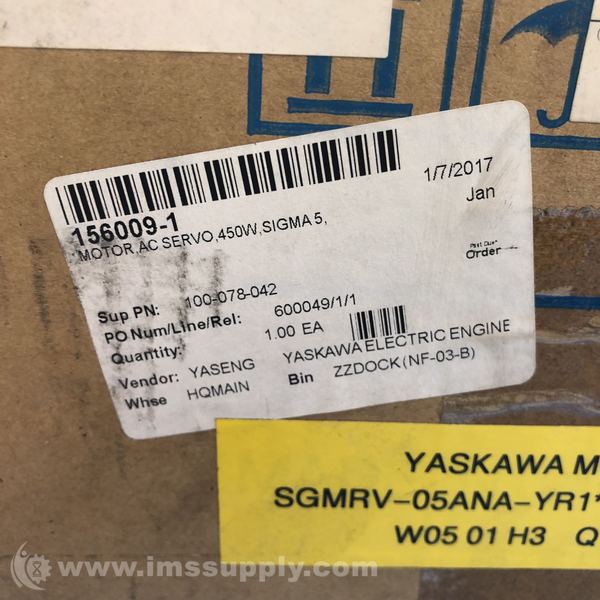 156009-1
MOTOR,AC SERVO,450W,SIGMA 5,
1/7/2017
Jan
Past Due*
Order
Sup PN: 100-078-042
PO Num/Line/Rel: 600049/1/1
Quantity: 1.00 EA
Vendor: YASENG YASKAWA ELECTRIC ENGINE
Whse HQMAIN Bin ZZDOCK(NF-03-B)
YASKAWA M
SGMRV-05ANA-YR1*
W05 01 H3 Q
www.imssupply.com